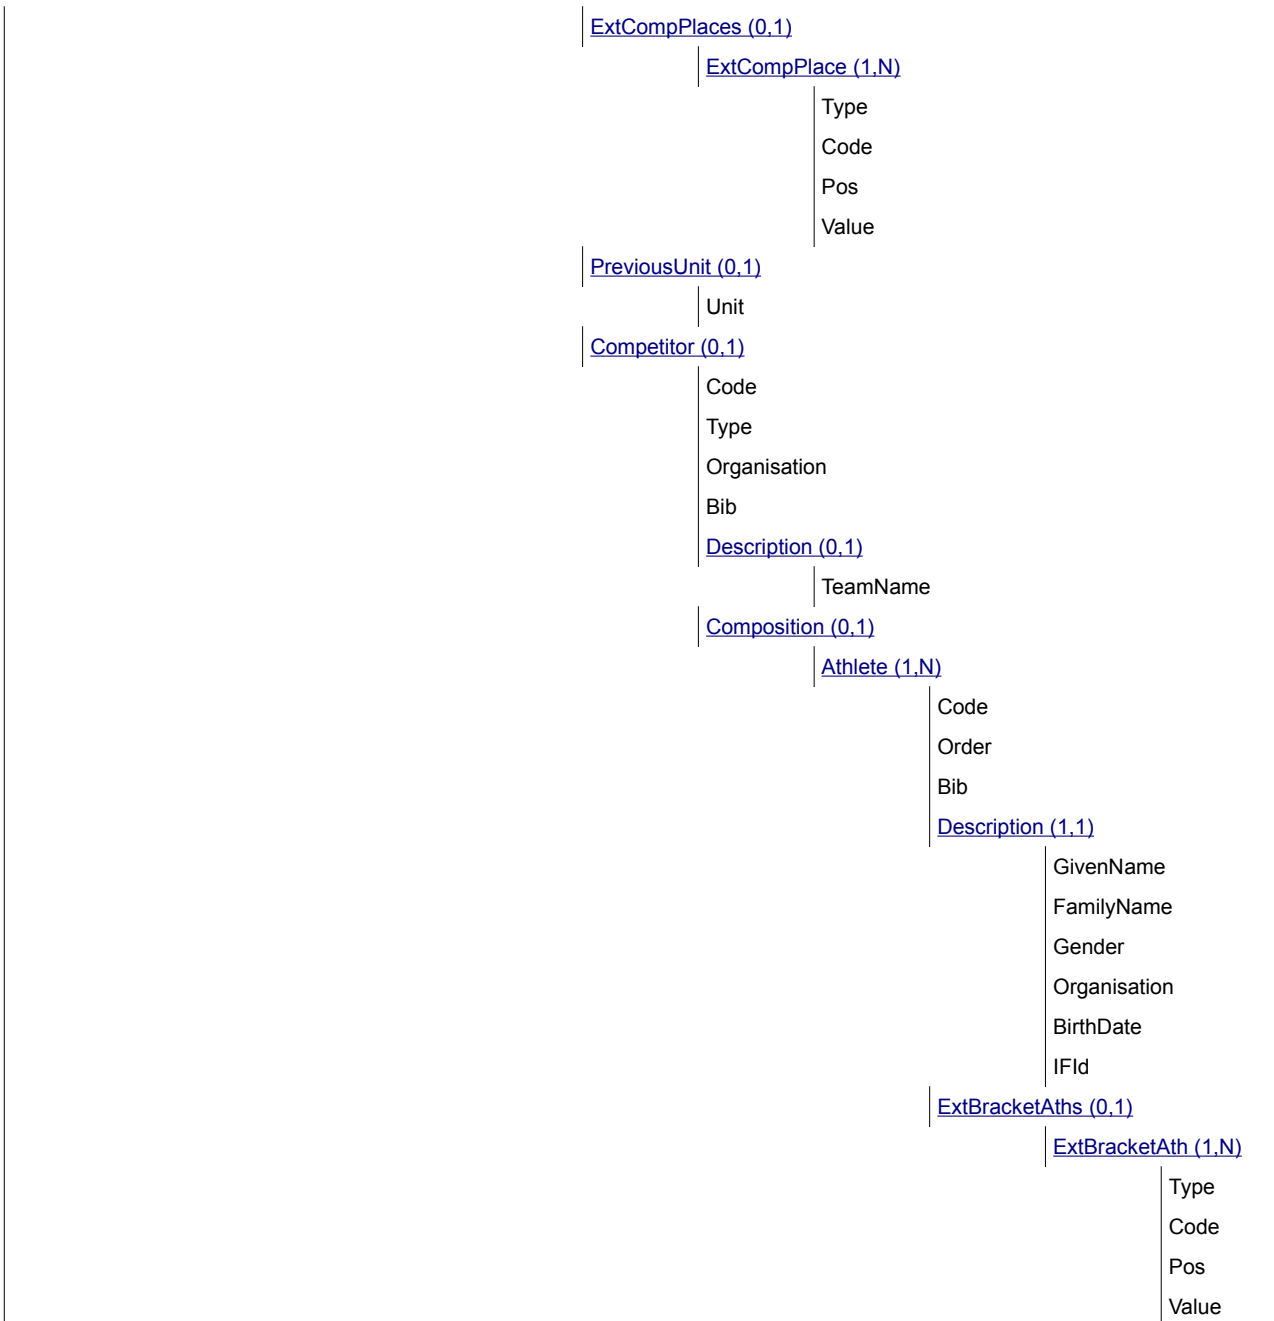 ExtCompPlaces (0,1)
ExtCompPlace (1,N)
Type
Code
Pos
Value
PreviousUnit (0,1)
Unit
Competitor (0,1)
Code
Type
Organisation
Bib
Description (0,1)
TeamName
Composition (0,1)
Athlete (1,N)
Code
Order
Bib
Description (1,1)
GivenName
FamilyName
Gender
Organisation
BirthDate
IFId
ExtBracketAths (0,1)
ExtBracketAth (1,N)
Type
Code
Pos
Value